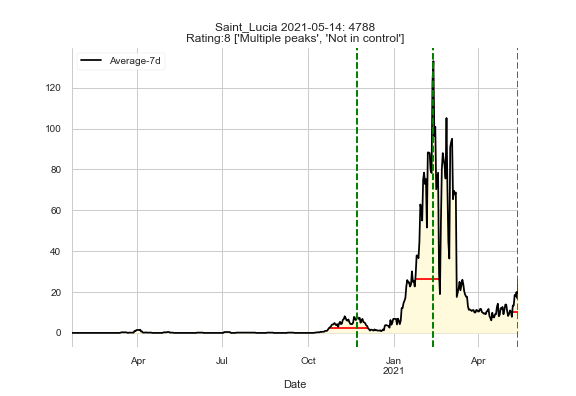 Saint_Lucia 2021-05-14: 4788
Rating:8 ['Multiple peaks', 'Not in control']
Average-7d
120
100
80
60
40
20
0
Apr Jul Oct Jan Apr
2021
Date